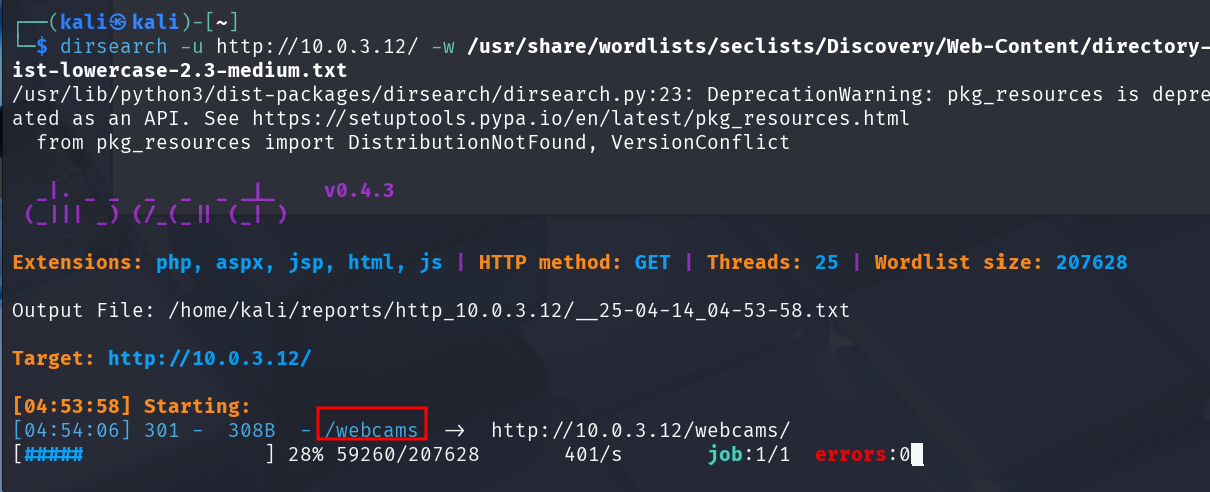 ┌──(kali㉿kali)-[~]
└─$ dirsearch -u http://10.0.3.12/ -w /usr/share/wordlists/seclists/Discovery/Web-Content/directory-
ist-lowercase-2.3-medium.txt
/usr/lib/python3/dist-packages/dirsearch/dirsearch.py:23: DeprecationWarning: pkg_resources is depre
ated as an API. See https://setuptools.pypa.io/en/latest/pkg_resources.html
  from pkg_resources import DistributionNotFound, VersionConflict
  _|. _ _  _  _  _ _|_    v0.4.3
 (_||| _) (/_(_|| (_| )
Extensions: php, aspx, jsp, html, js | HTTP method: GET | Threads: 25 | Wordlist size: 207628
Output File: /home/kali/reports/http_10.0.3.12/__25-04-14_04-53-58.txt
Target: http://10.0.3.12/
[04:53:58] Starting:
[04:54:06] 301 -  308B  - /webcams  ->  http://10.0.3.12/webcams/
[#####               ] 28% 59260/207628       401/s       job:1/1  errors:0